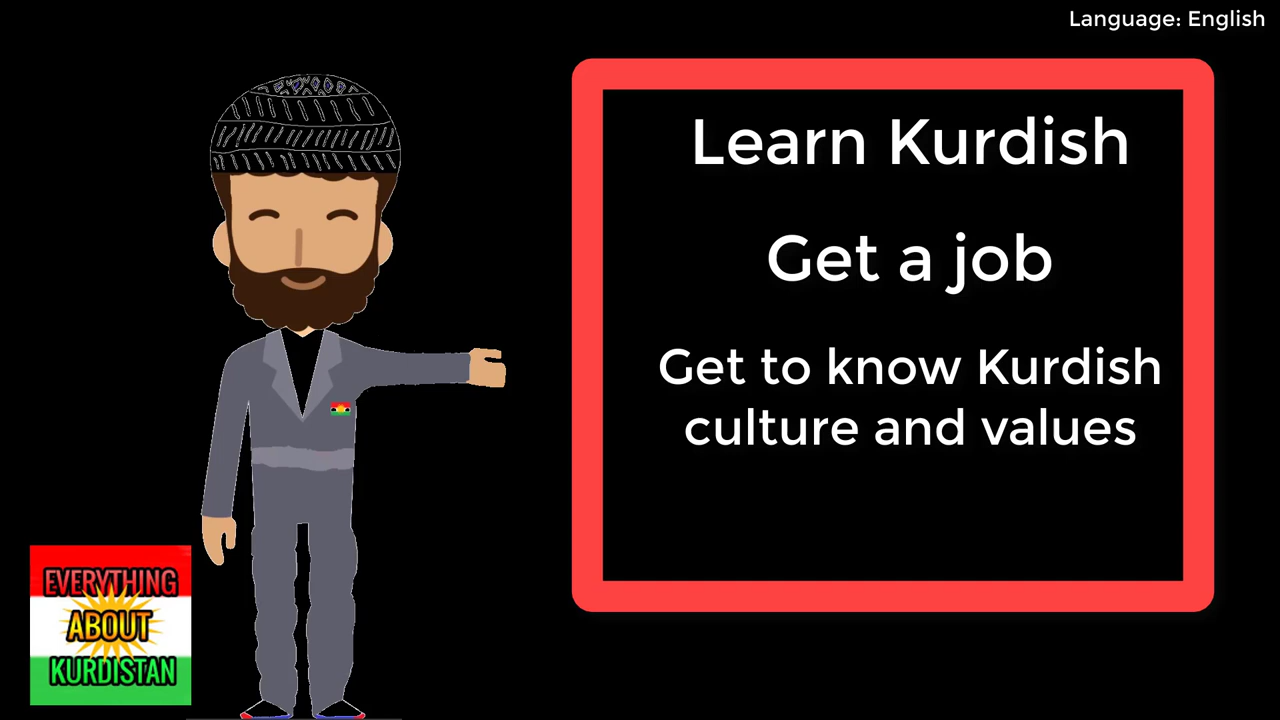 Language: English
Learn Kurdish
Get a job
Get to know Kurdish
culture and values
EVERYTHING
ABOUT
KURDISTAN